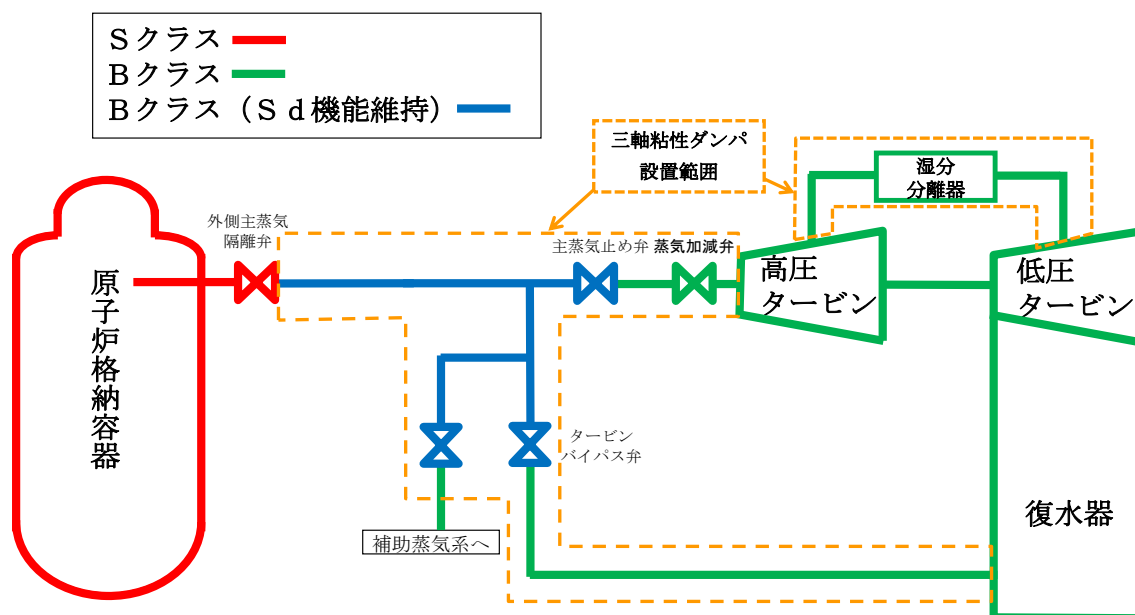 Ｓクラス
Ｂクラス
Ｂクラス（Ｓｄ機能維持）
三軸粘性ダンパ
設置範囲
湿分
分離器
外側主蒸気
隔離弁
主蒸気止め弁
蒸気加減弁
高圧
タービン
低圧
タービン
原子炉格納容器
タービン
バイパス弁
補助蒸気系へ
復水器